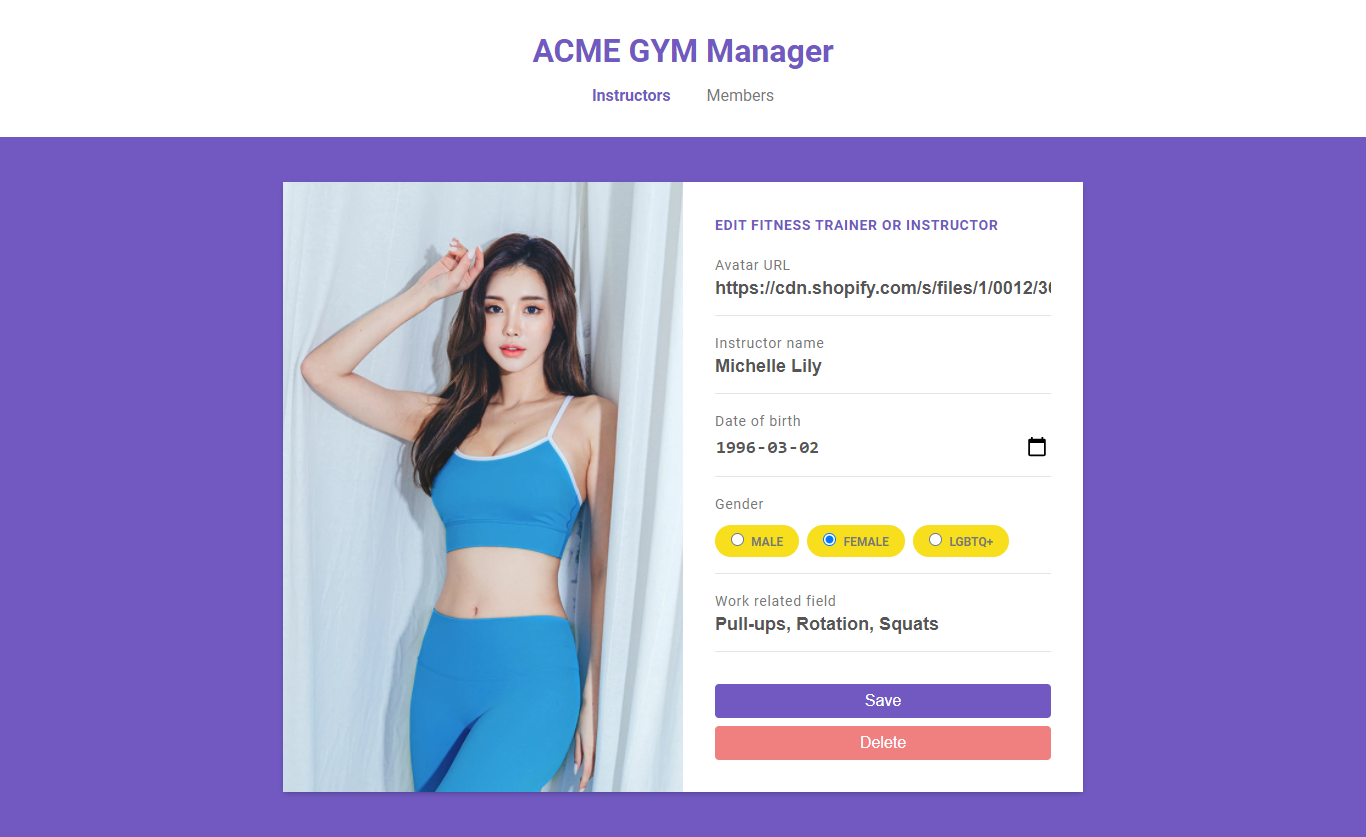 ACME GYM Manager
Instructors Members
EDIT FITNESS TRAINER OR INSTRUCTOR
Avatar URL
https://cdn.shopify.com/s/files/1/0012/30
Instructor name
Michelle Lily
Date of birth
1996-03-02
Gender
MALE FEMALE LGBTQ+
Work related field
Pull-ups, Rotation, Squats
Save
Delete